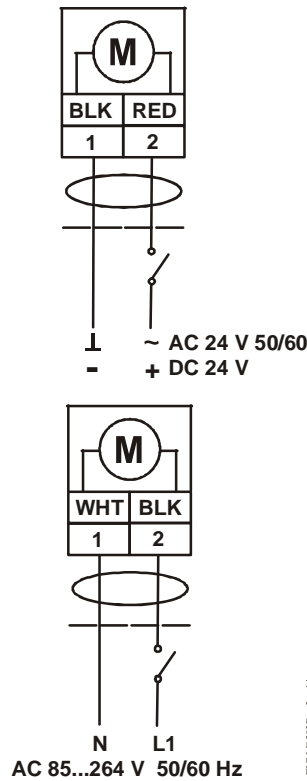 M
BLK RED
1 2
⊥ ~ AC 24 V 50/60
- + DC 24 V
M
WHT BLK
1 2
N L1
AC 85...264 V 50/60 Hz